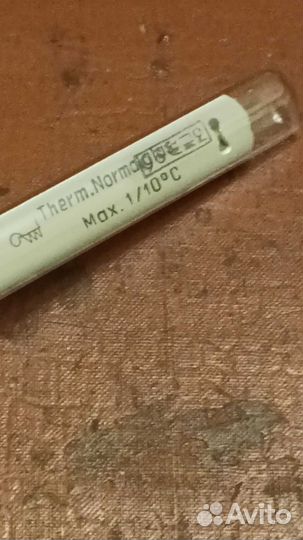 Therm.Normalglas
Max. 1/10°C
Avito